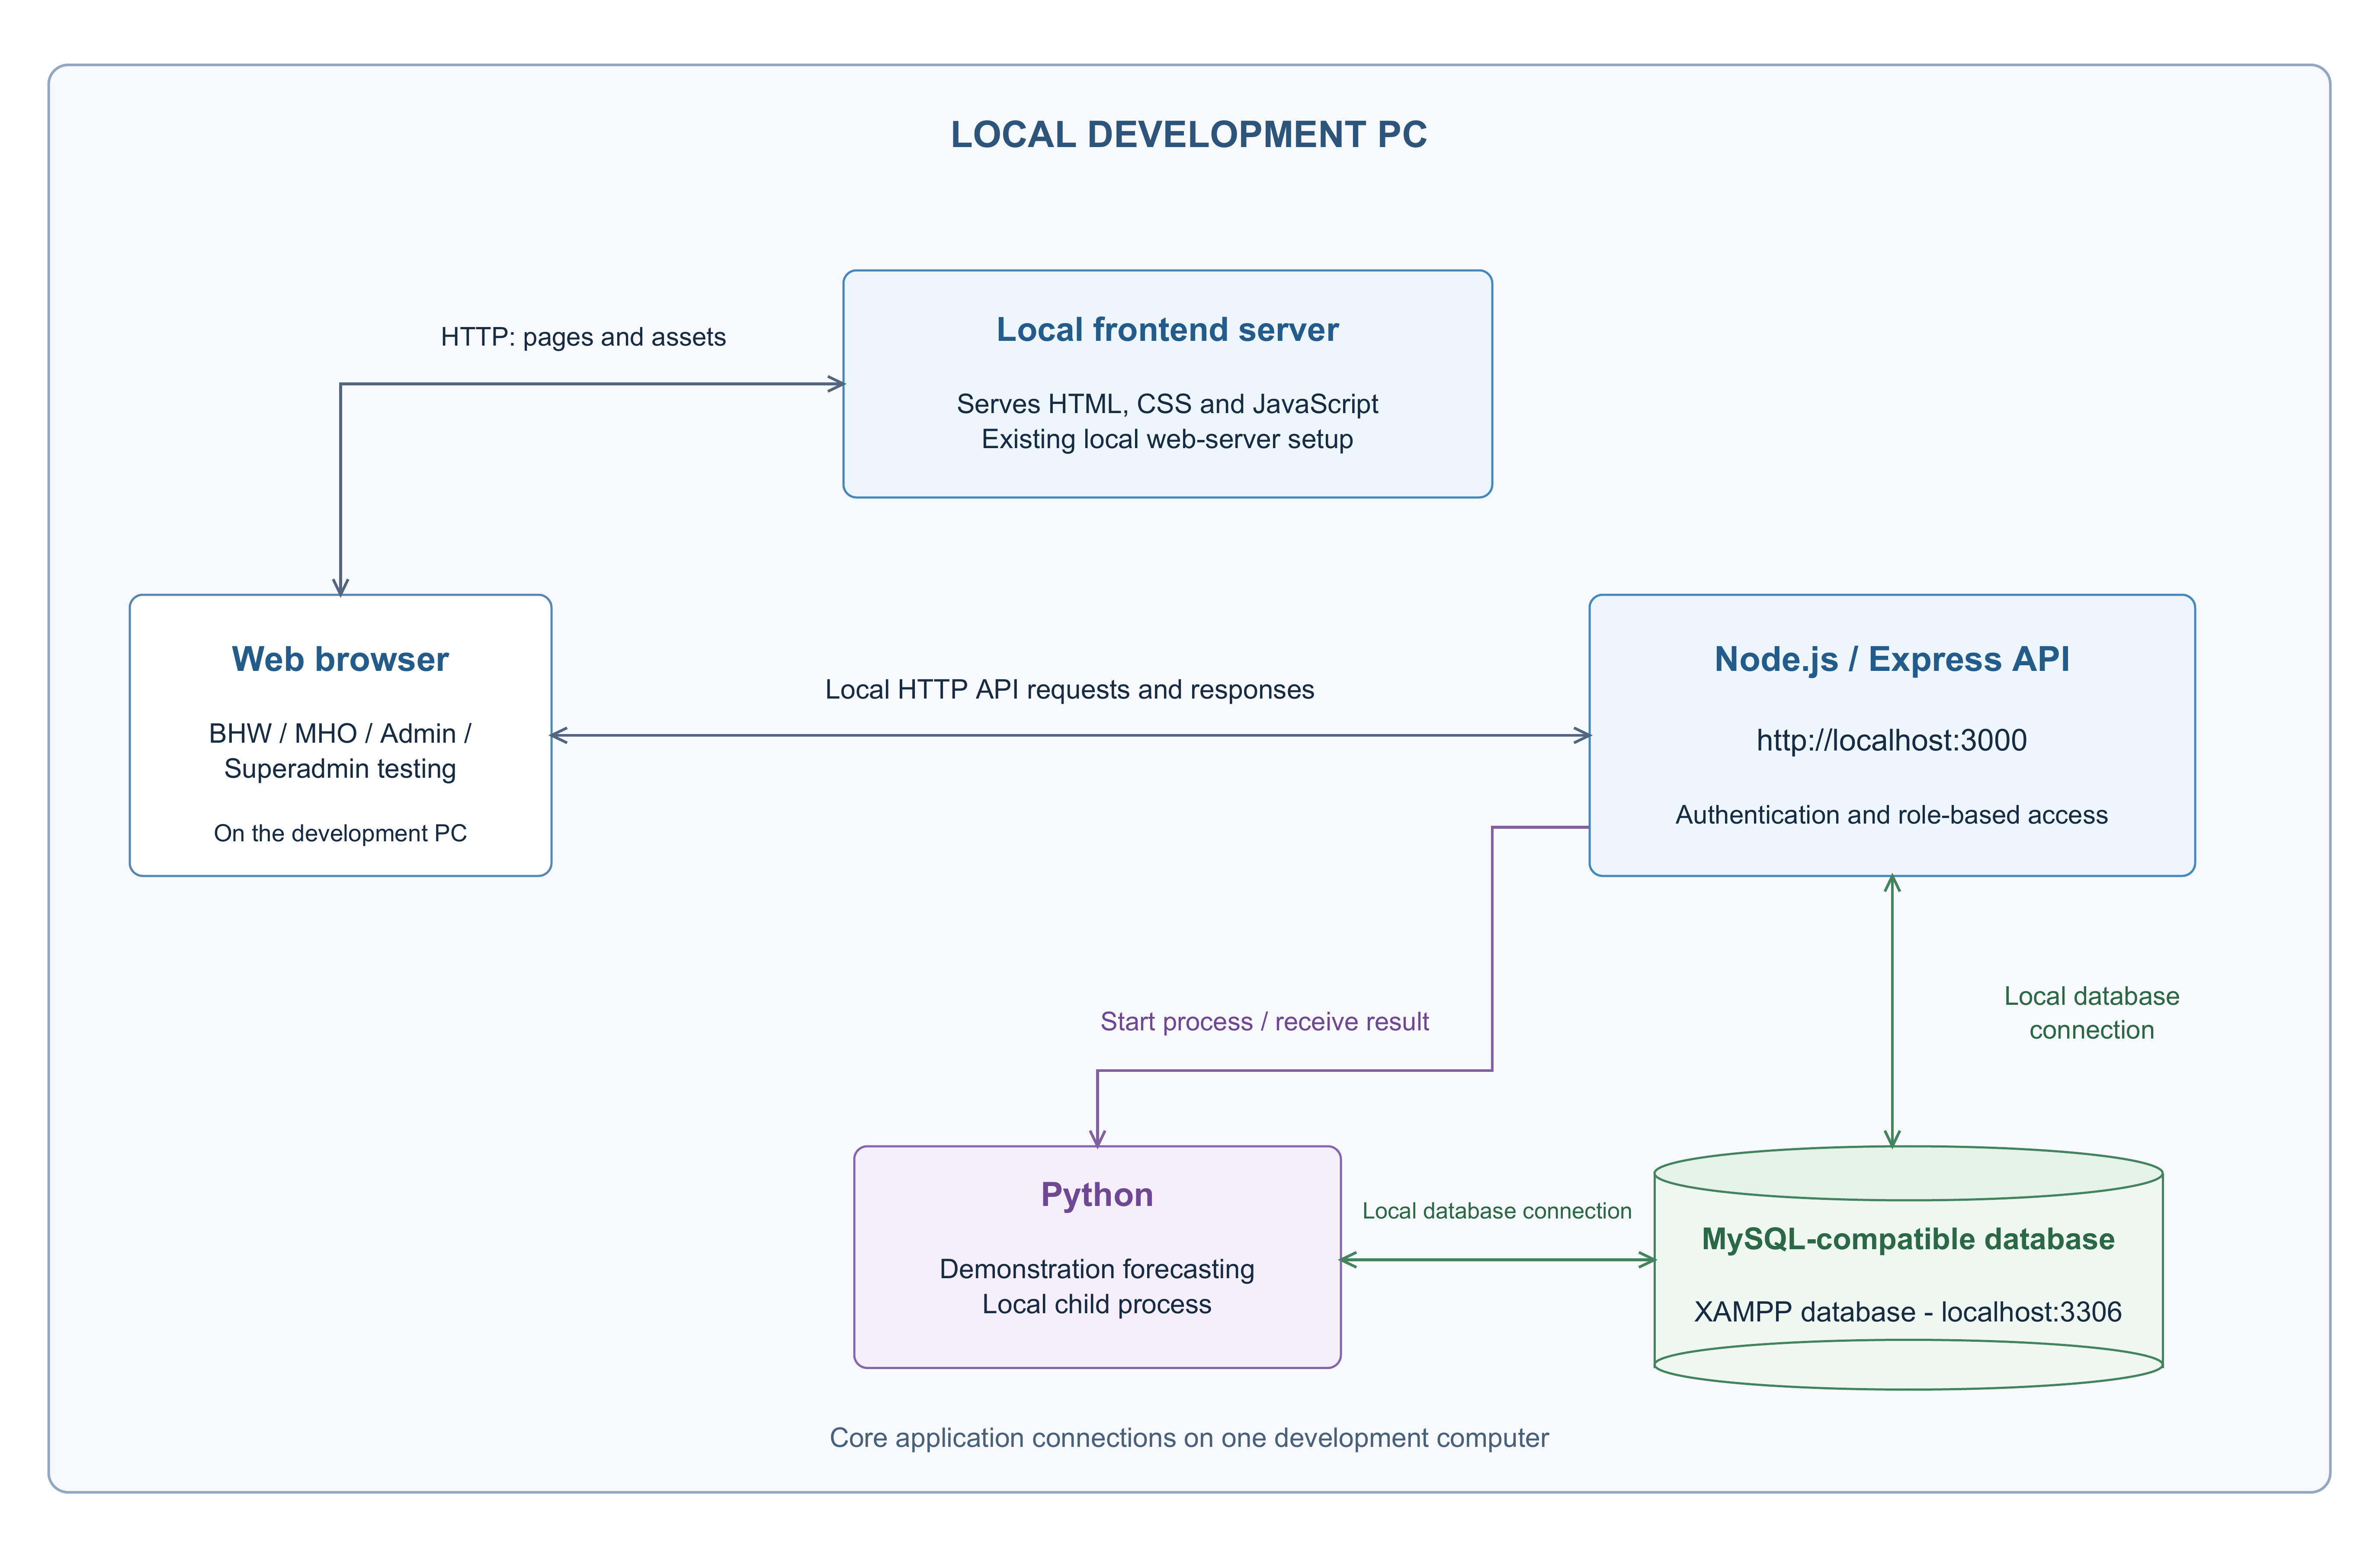 LOCAL DEVELOPMENT PC
Local frontend server
HTTP: pages and assets
Serves HTML, CSS and JavaScript
Existing local web-server setup
Web browser
BHW / MHO / Admin /
Superadmin testing
On the development PC
Local HTTP API requests and responses
Node.js / Express API
http://localhost:3000
Authentication and role-based access
Start process / receive result
Local database
connection
Python
Demonstration forecasting
Local child process
Local database connection
MySQL-compatible database
XAMPP database - localhost:3306
Core application connections on one development computer